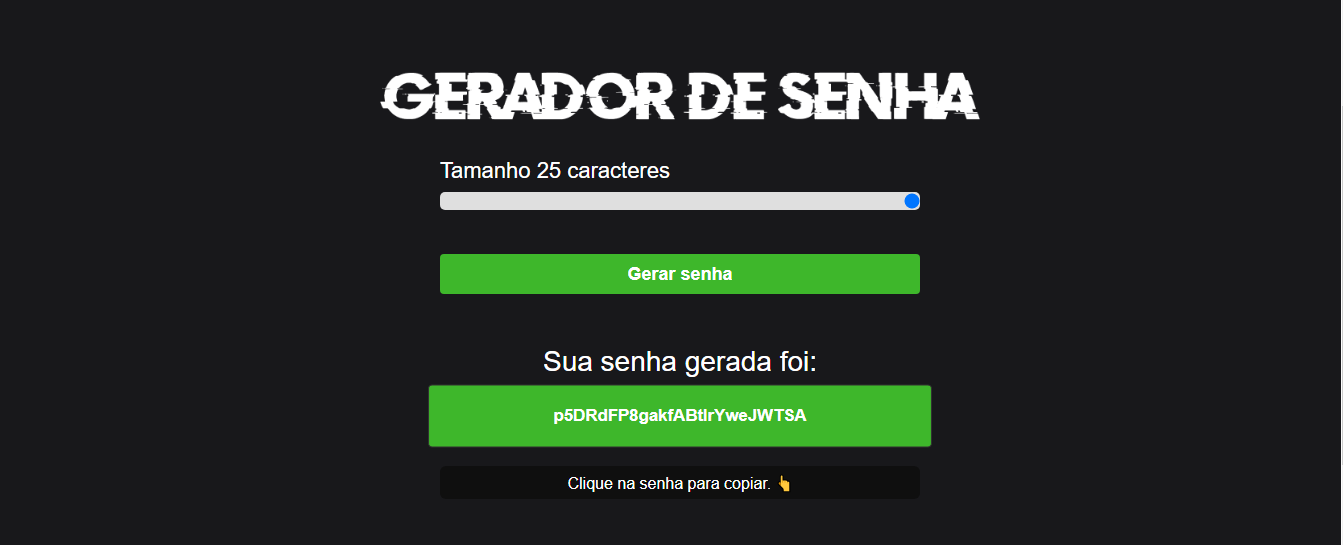 GERADOR DE SENHA
Tamanho 25 caracteres
Gerar senha
Sua senha gerada foi:
p5DRdFP8gakfABtlrYweJWTSA
Clique na senha para copiar. 👆